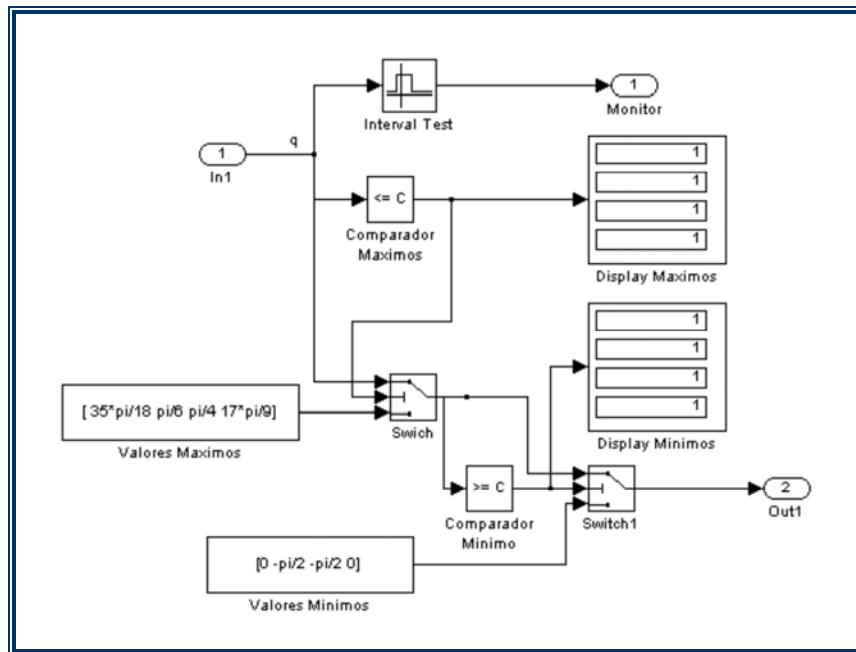 1
Monitor
Interval Test
q
1
In1
<= C
Comparador
Maximos
1
1
1
1
Display Maximos
1
1
1
1
Display Minimos
[ 35*pi/18 pi/6 pi/4 17*pi/9]
Valores Maximos
Swich
>= C
Comparador
Minimo
Switch1
2
Out1
[0 -pi/2 -pi/2 0]
Valores Minimos